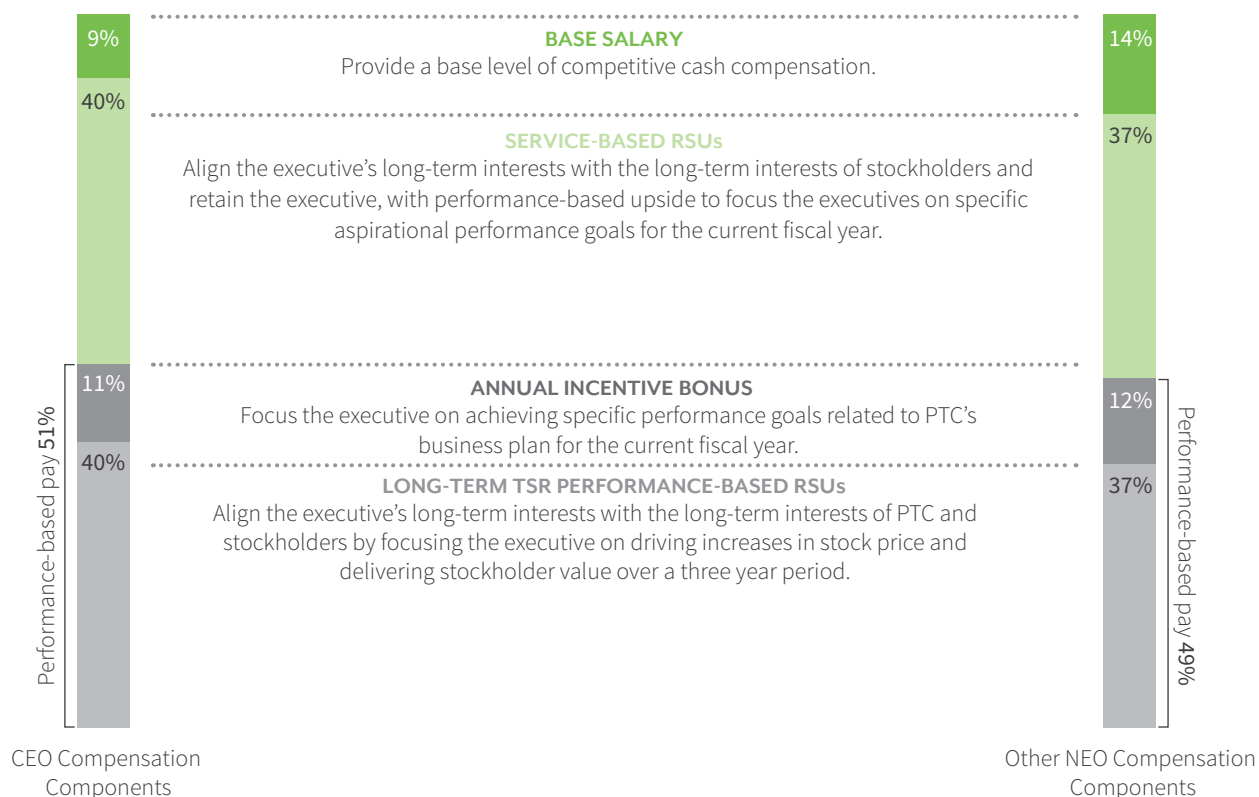 9%
BASE SALARY
14%
Provide a base level of competitive cash compensation.
40%
SERVICE-BASED RSUs
37%
Align the executive’s long-term interests with the long-term interests of stockholders and
retain the executive, with performance-based upside to focus the executives on specific
aspirational performance goals for the current fiscal year.
11%
ANNUAL INCENTIVE BONUS
12%
Focus the executive on achieving specific performance goals related to PTC’s
business plan for the current fiscal year.
40%
LONG-TERM TSR PERFORMANCE-BASED RSUs
37%
Align the executive’s long-term interests with the long-term interests of PTC and
stockholders by focusing the executive on driving increases in stock price and
delivering stockholder value over a three year period.
Performance-based pay 51%
Performance-based pay 49%
CEO Compensation
Components
Other NEO Compensation
Components